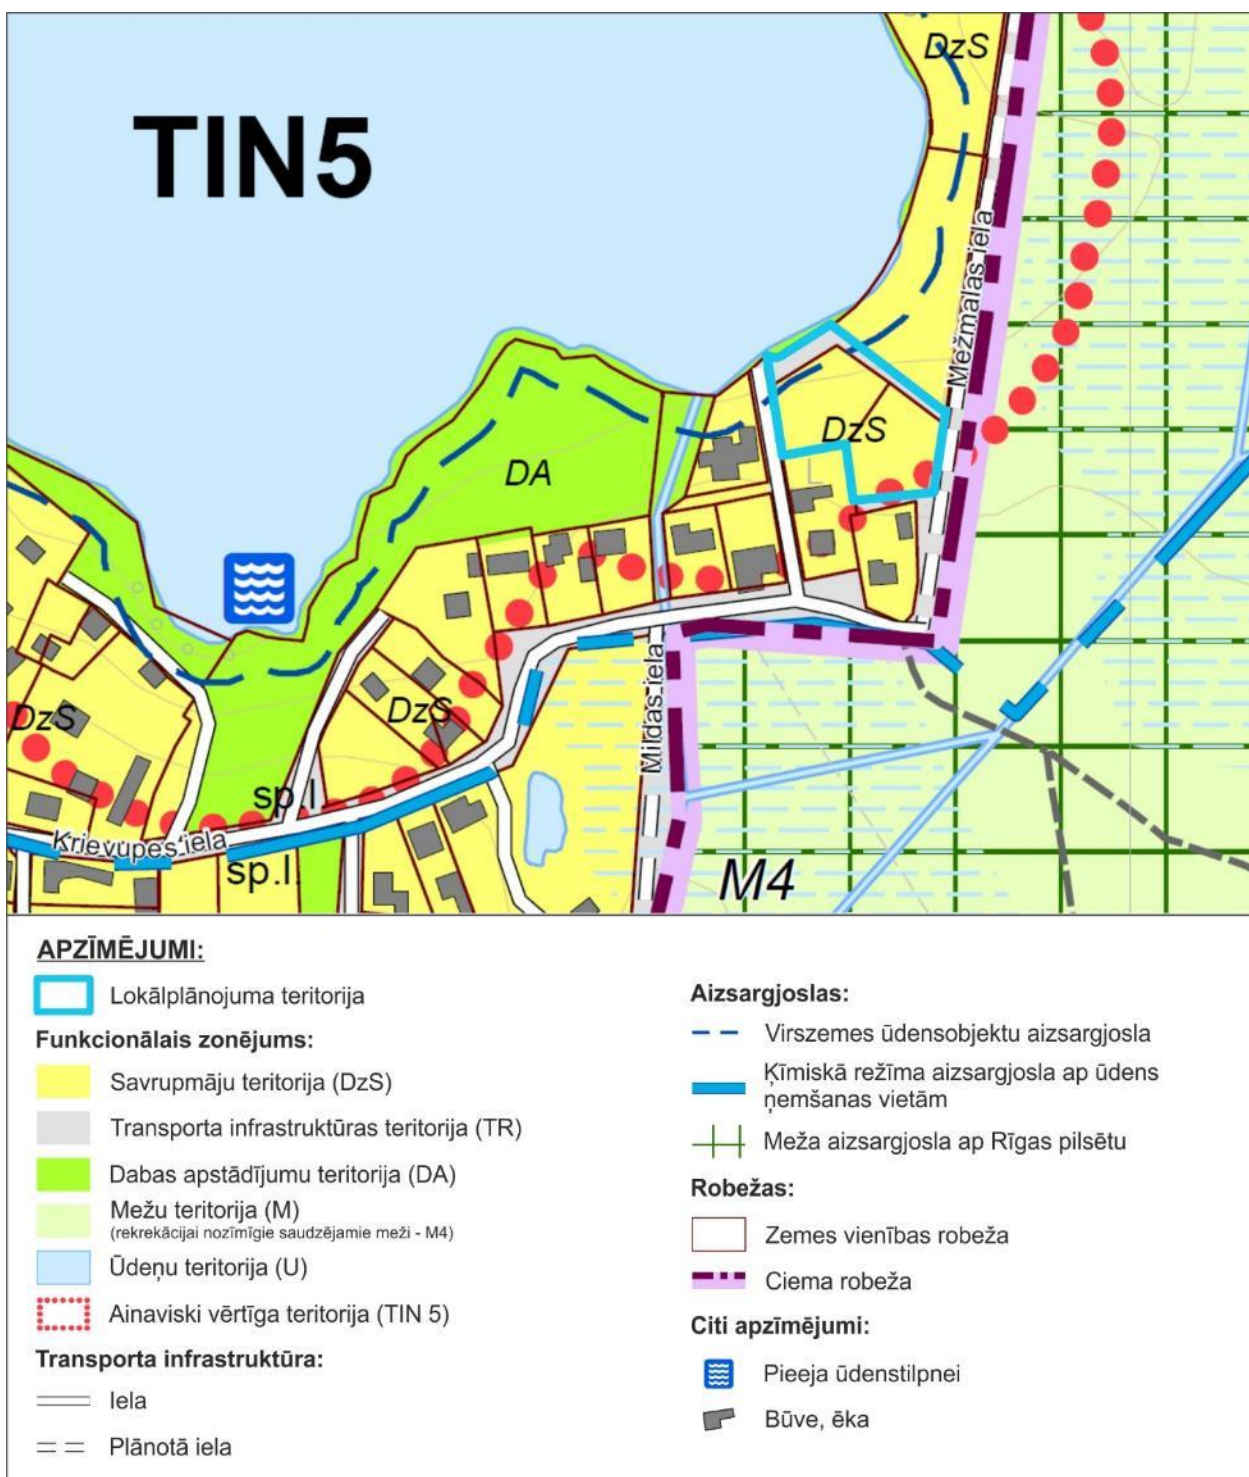 DzS
TIN5
Mežmalas iela
DzS
DA
DzS
DzS
Mildas iela
sp.l.
Krievupes iela
sp.l.
M4
APZĪMĒJUMI:
Lokālplānojuma teritorija
Funkcionālais zonējums:
Savrupmāju teritorija (DzS)
Transporta infrastruktūras teritorija (TR)
Dabas apstādījumu teritorija (DA)
Mežu teritorija (M)
(rekrekācijai nozīmīgie saudzējamie meži - M4)
Ūdeņu teritorija (U)
Ainaviski vērtīga teritorija (TIN 5)
Transporta infrastruktūra:
Iela
Plānotā iela
Aizsargjoslas:
Virszemes ūdensobjektu aizsargjosla
Ķīmiskā režīma aizsargjosla ap ūdens
ņemšanas vietām
Meža aizsargjosla ap Rīgas pilsētu
Robežas:
Zemes vienības robeža
Ciema robeža
Citi apzīmējumi:
Pieeja ūdenstilpnei
Būve, ēka